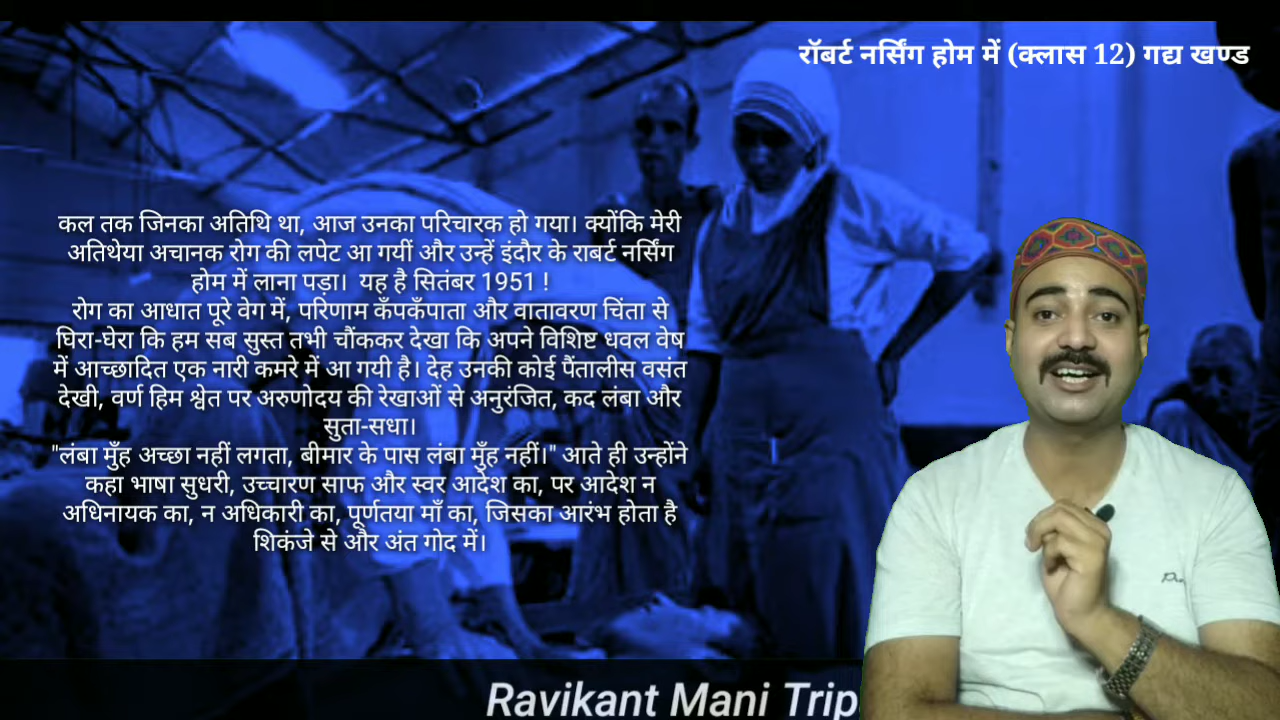 रॉबर्ट नर्सिंग होम में (क्लास 12) गद्य खण्ड
कल तक जिनका अतिथि था, आज उनका परिचारक हो गया। क्योंकि मेरी
अतिथेया अचानक रोग की लपेट आ गयीं और उन्हें इंदौर के राबर्ट नर्सिंग
होम में लाना पड़ा। यह है सितंबर 1951 !
रोग का आधात पूरे वेग में, परिणाम कँपकँपाता और वातावरण चिंता से
घिरा-घेरा कि हम सब सुस्त तभी चौंककर देखा कि अपने विशिष्ट धवल वेष
में आच्छादित एक नारी कमरे में आ गयी है। देह उनकी कोई पैंतालीस वसंत
देखी, वर्ण हिम श्वेत पर अरुणोदय की रेखाओं से अनुरंजित, कद लंबा और
सुता-सधा।
"लंबा मुँह अच्छा नहीं लगता, बीमार के पास लंबा मुँह नहीं।" आते ही उन्होंने
कहा भाषा सुधरी, उच्चारण साफ और स्वर आदेश का, पर आदेश न
अधिनायक का, न अधिकारी का, पूर्णतया माँ का, जिसका आरंभ होता है
शिकंजे से और अंत गोद में।
Ravikant Mani Trip